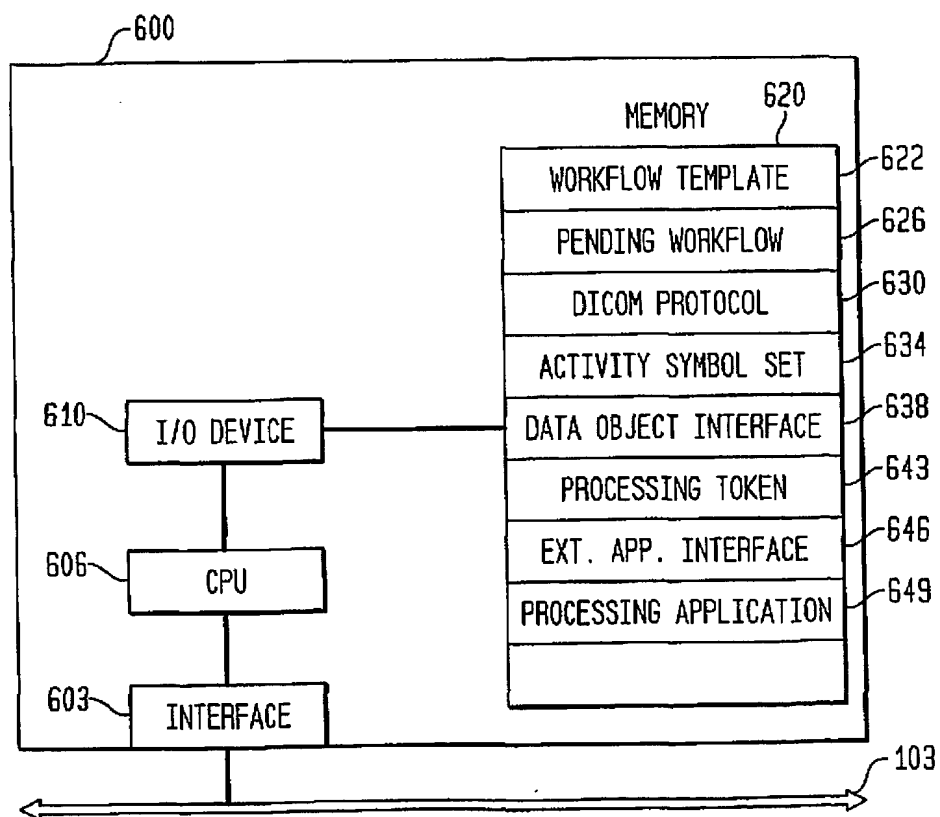 600
620
MEMORY
WORKFLOW TEMPLATE
622
PENDING WORKFLOW
626
DICOM PROTOCOL
630
ACTIVITY SYMBOL SET
634
610
I/O DEVICE
DATA OBJECT INTERFACE
638
PROCESSING TOKEN
643
606
CPU
EXT. APP. INTERFACE
646
PROCESSING APPLICATION
649
603
INTERFACE
103